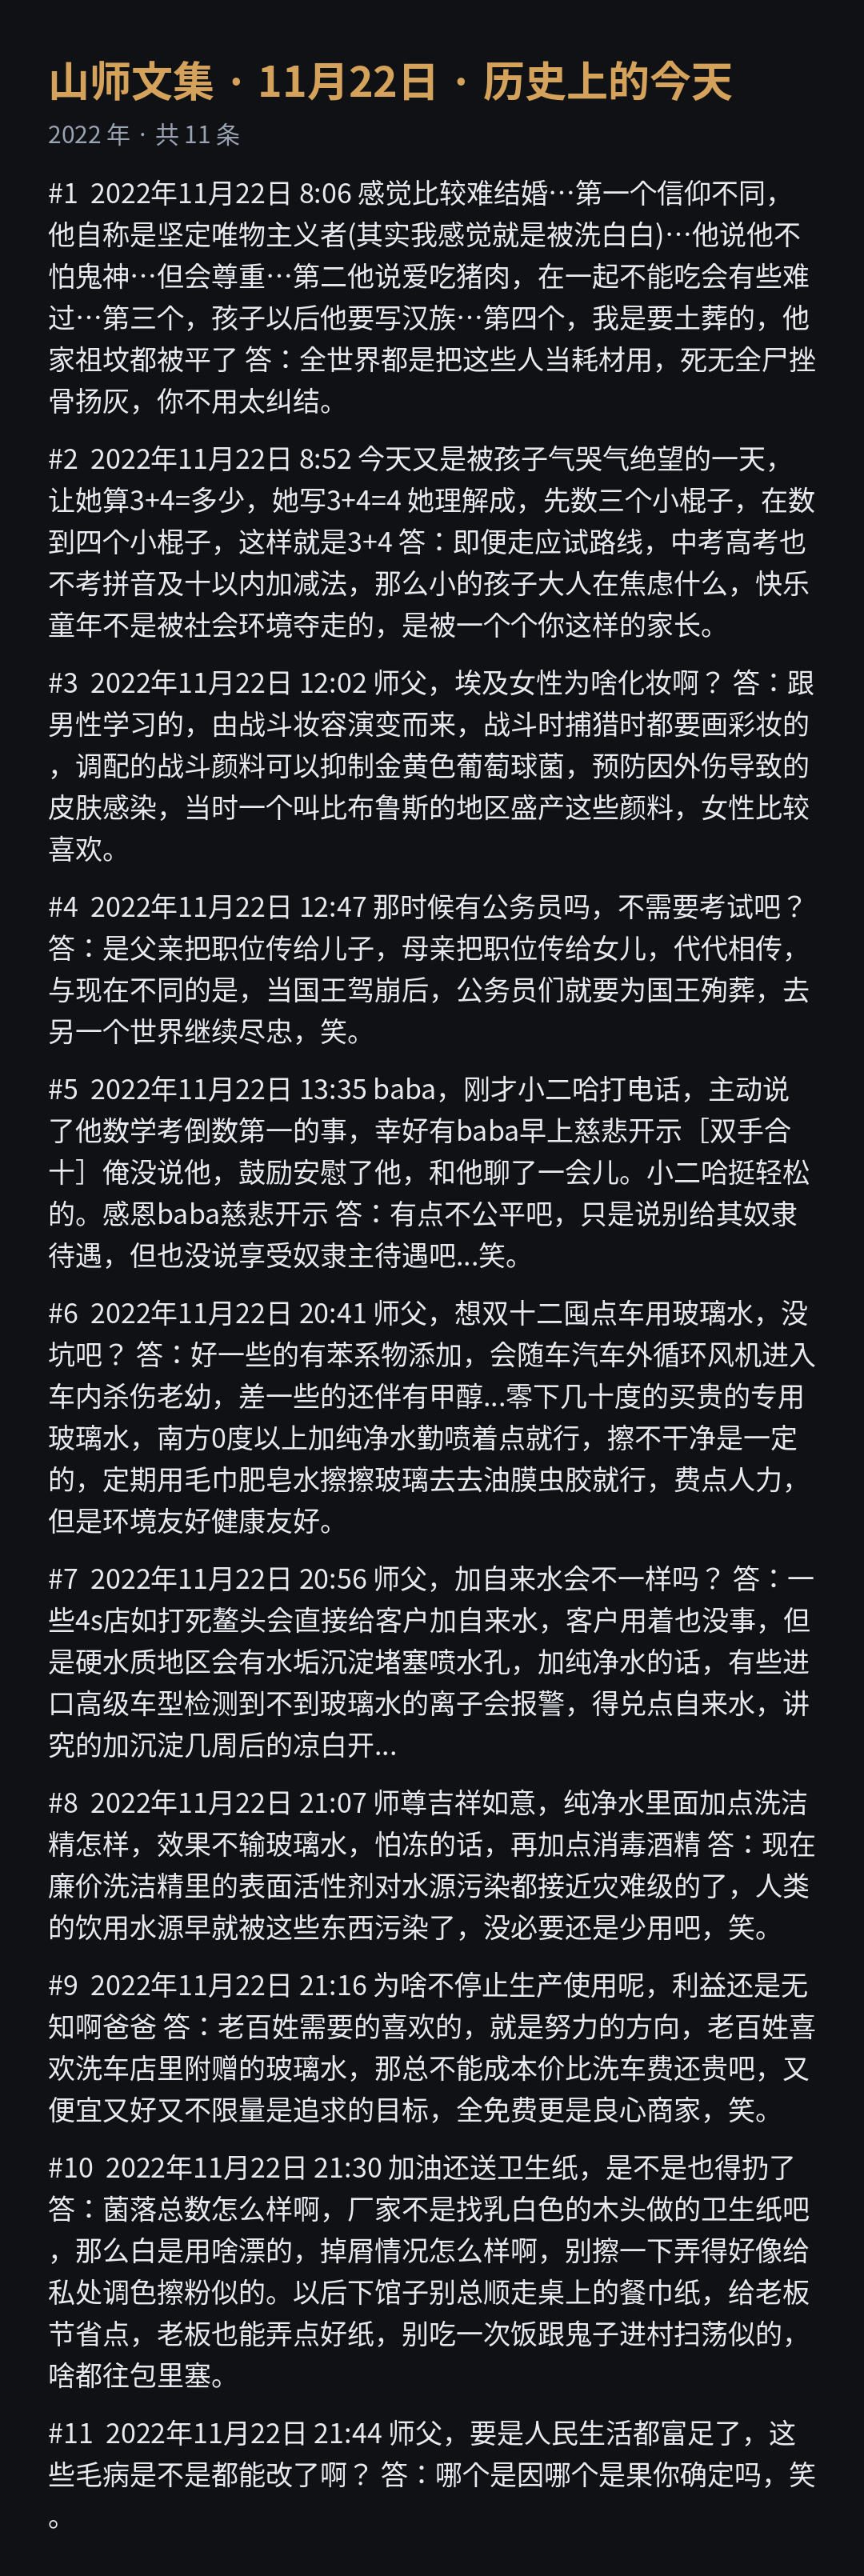 山师文集 · 11月22日 · 历史上的今天
2022 年 · 共 11 条
#1 2022年11月22日 8:06 感觉比较难结婚…第一个信仰不同，
他自称是坚定唯物主义者(其实我感觉就是被洗白白)…他说他不
怕鬼神…但会尊重…第二他说爱吃猪肉，在一起不能吃会有些难
过…第三个，孩子以后他要写汉族…第四个，我是要土葬的，他
家祖坟都被平了 答：全世界都是把这些人当耗材用，死无全尸挫
骨扬灰，你不用太纠结。
#2 2022年11月22日 8:52 今天又是被孩子气哭气绝望的一天，
让她算3+4=多少，她写3+4=4 她理解成，先数三个小棍子，在数
到四个小棍子，这样就是3+4 答：即便走应试路线，中考高考也
不考拼音及十以内加减法，那么小的孩子大人在焦虑什么，快乐
童年不是被社会环境夺走的，是被一个个你这样的家长。
#3 2022年11月22日 12:02 师父，埃及女性为啥化妆啊？ 答：跟
男性学习的，由战斗妆容演变而来，战斗时捕猎时都要画彩妆的
，调配的战斗颜料可以抑制金黄色葡萄球菌，预防因外伤导致的
皮肤感染，当时一个叫比布鲁斯的地区盛产这些颜料，女性比较
喜欢。
#4 2022年11月22日 12:47 那时候有公务员吗，不需要考试吧？
答：是父亲把职位传给儿子，母亲把职位传给女儿，代代相传，
与现在不同的是，当国王驾崩后，公务员们就要为国王殉葬，去
另一个世界继续尽忠，笑。
#5 2022年11月22日 13:35 baba，刚才小二哈打电话，主动说
了他数学考倒数第一的事，幸好有baba早上慈悲开示［双手合
十］俺没说他，鼓励安慰了他，和他聊了一会儿。小二哈挺轻松
的。感恩baba慈悲开示 答：有点不公平吧，只是说别给其奴隶
待遇，但也没说享受奴隶主待遇吧...笑。
#6 2022年11月22日 20:41 师父，想双十二囤点车用玻璃水，没
坑吧？ 答：好一些的有苯系物添加，会随车汽车外循环风机进入
车内杀伤老幼，差一些的还伴有甲醇...零下几十度的买贵的专用
玻璃水，南方0度以上加纯净水勤喷着点就行，擦不干净是一定
的，定期用毛巾肥皂水擦擦玻璃去去油膜虫胶就行，费点人力，
但是环境友好健康友好。
#7 2022年11月22日 20:56 师父，加自来水会不一样吗？ 答：一
些4s店如打死鳌头会直接给客户加自来水，客户用着也没事，但
是硬水质地区会有水垢沉淀堵塞喷水孔，加纯净水的话，有些进
口高级车型检测到不到玻璃水的离子会报警，得兑点自来水，讲
究的加沉淀几周后的凉白开...
#8 2022年11月22日 21:07 师尊吉祥如意，纯净水里面加点洗洁
精怎样，效果不输玻璃水，怕冻的话，再加点消毒酒精 答：现在
廉价洗洁精里的表面活性剂对水源污染都接近灾难级的了，人类
的饮用水源早就被这些东西污染了，没必要还是少用吧，笑。
#9 2022年11月22日 21:16 为啥不停止生产使用呢，利益还是无
知啊爸爸 答：老百姓需要的喜欢的，就是努力的方向，老百姓喜
欢洗车店里附赠的玻璃水，那总不能成本价比洗车费还贵吧，又
便宜又好又不限量是追求的目标，全免费更是良心商家，笑。
#10 2022年11月22日 21:30 加油还送卫生纸，是不是也得扔了
答：菌落总数怎么样啊，厂家不是找乳白色的木头做的卫生纸吧
，那么白是用啥漂的，掉屑情况怎么样啊，别擦一下弄得好像给
私处调色擦粉似的。以后下馆子别总顺走桌上的餐巾纸，给老板
节省点，老板也能弄点好纸，别吃一次饭跟鬼子进村扫荡似的，
啥都往包里塞。
#11 2022年11月22日 21:44 师父，要是人民生活都富足了，这
些毛病是不是都能改了啊？ 答：哪个是因哪个是果你确定吗，笑
。